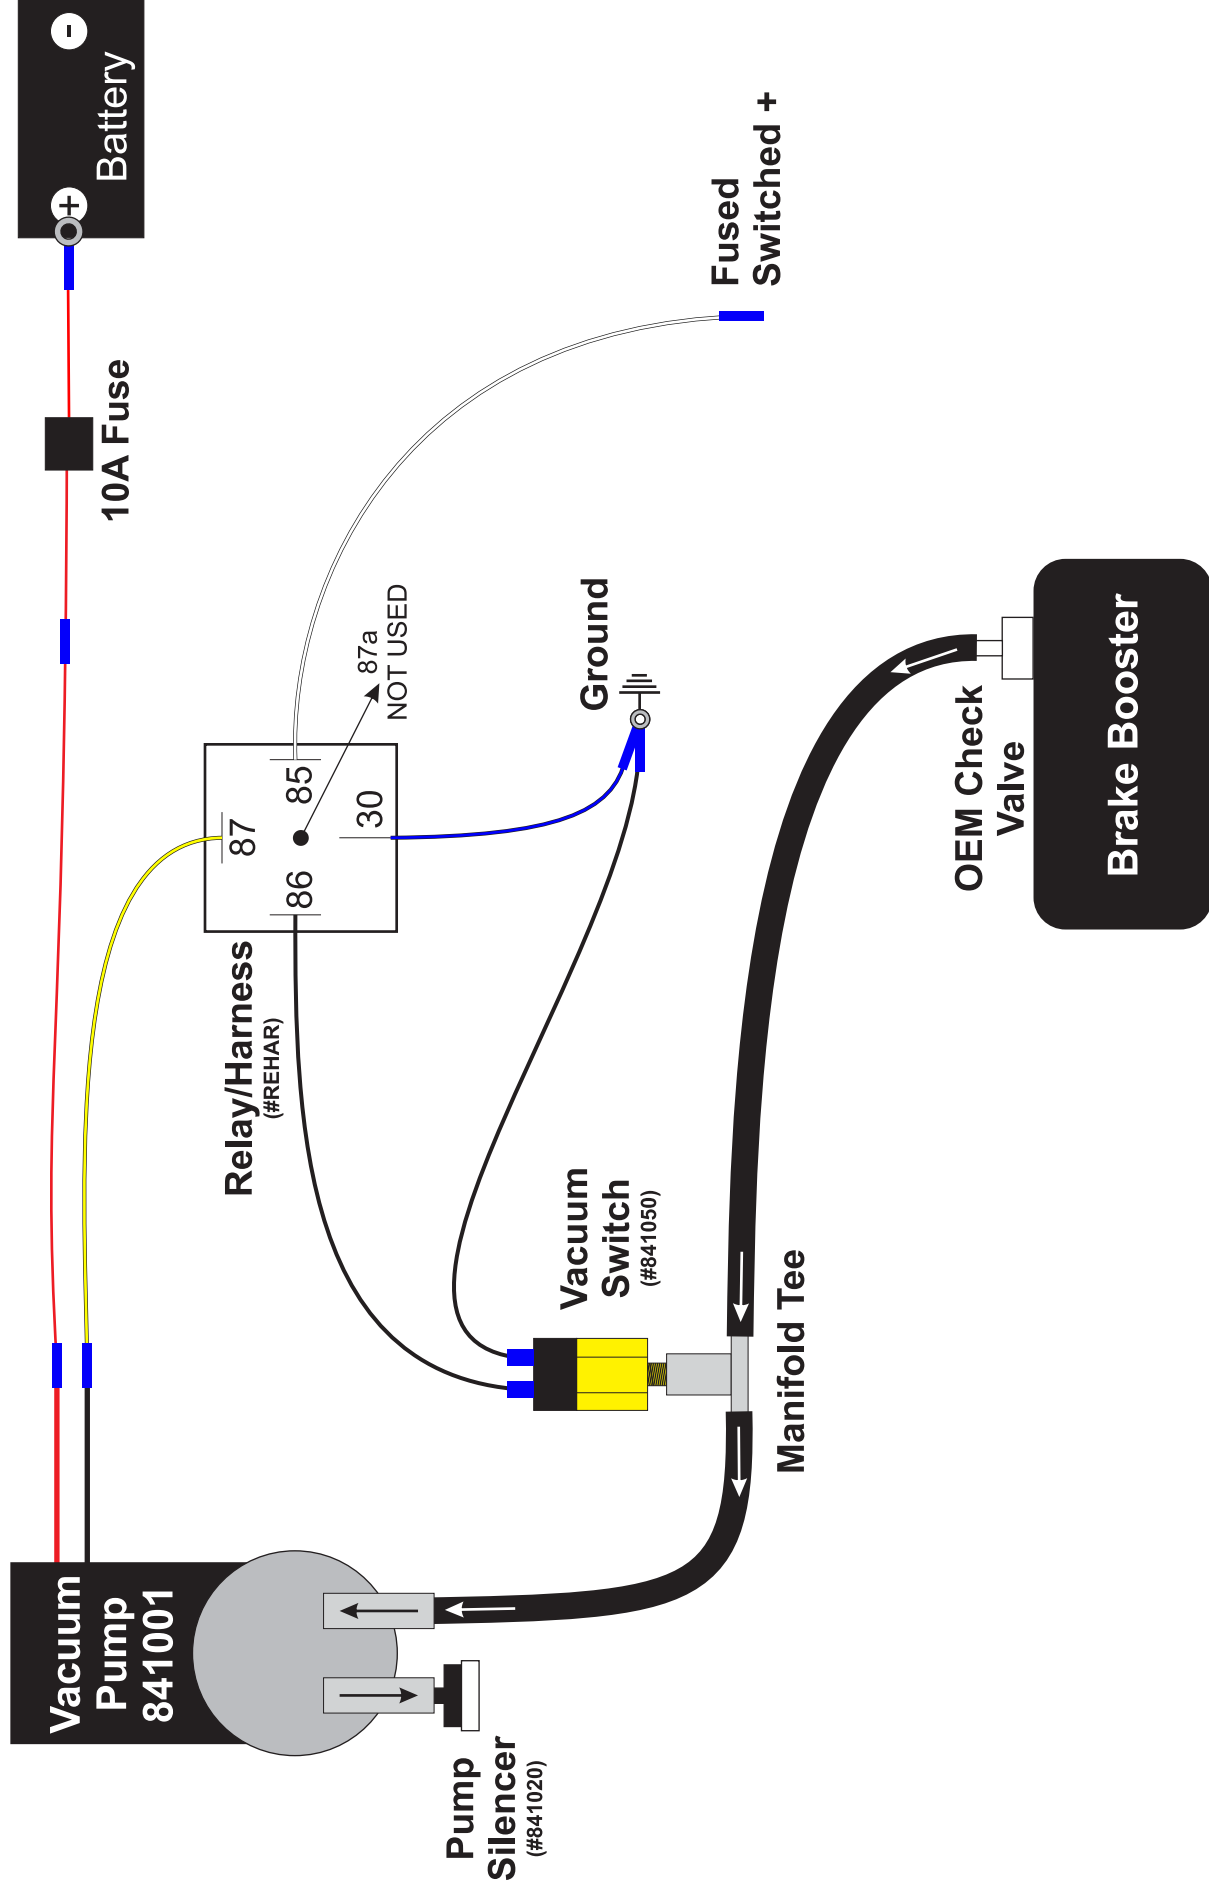 -
+
Battery
10A Fuse
Fused
Switched +
87
85
86
30
87a
NOT USED
Relay/Harness
(#REHAR)
Ground
Vacuum
Switch
(#841050)
Manifold Tee
OEM Check
Valve
Brake Booster
Vacuum
Pump
841001
Pump
Silencer
(#841020)